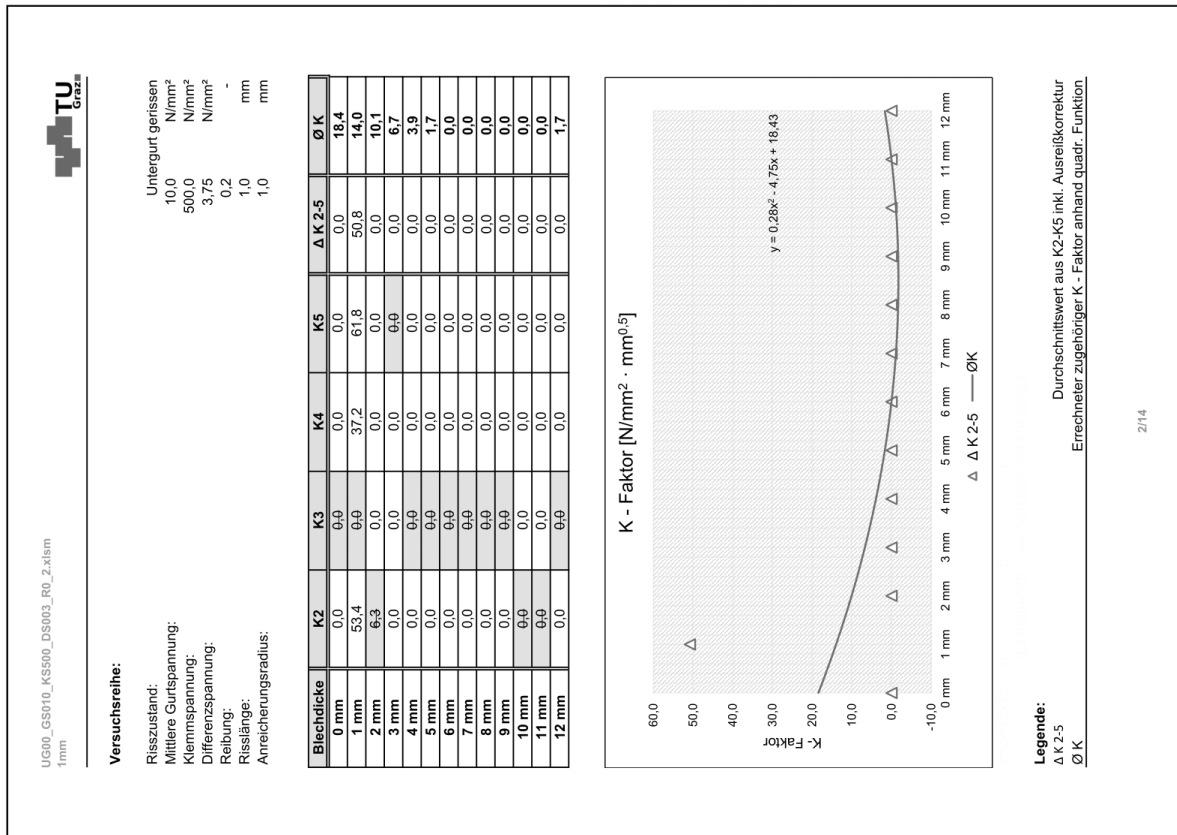 UG00_GS010_KS500_DS003_R0_2.xlsm
1mm
TU
Graz
Versuchsreihe:
Risszustand: Untergurt gerissen
Mittlere Gurtspannung: 10,0 N/mm²
Klemmspannung: 500,0 N/mm²
Differenzspannung: 3,75 N/mm²
Reibung: 0,2 -
Risslänge: 1,0 mm
Anreicherungsradius: 1,0 mm
Blechdicke K2 K3 K4 K5 Δ K 2-5 Ø K
0 mm 0,0 0,0 0,0 0,0 0,0 18,4
1 mm 53,4 0,0 37,2 61,8 50,8 14,0
2 mm 6,3 0,0 0,0 0,0 0,0 10,1
3 mm 0,0 0,0 0,0 0,0 0,0 6,7
4 mm 0,0 0,0 0,0 0,0 0,0 3,9
5 mm 0,0 0,0 0,0 0,0 0,0 1,7
6 mm 0,0 0,0 0,0 0,0 0,0 0,0
7 mm 0,0 0,0 0,0 0,0 0,0 0,0
8 mm 0,0 0,0 0,0 0,0 0,0 0,0
9 mm 0,0 0,0 0,0 0,0 0,0 0,0
10 mm 0,0 0,0 0,0 0,0 0,0 0,0
11 mm 0,0 0,0 0,0 0,0 0,0 0,0
12 mm 0,0 0,0 0,0 0,0 0,0 1,7
K - Faktor [N/mm² · mm⁰·⁵]
K- Faktor
60,0
50,0
40,0
30,0
20,0
10,0
0,0
-10,0
y = 0,28x² - 4,75x + 18,43
0 mm 1 mm 2 mm 3 mm 4 mm 5 mm 6 mm 7 mm 8 mm 9 mm 10 mm 11 mm 12 mm
Δ K 2-5 ØK
Legende:
Δ K 2-5 Durchschnittswert aus K2-K5 inkl. Ausreißkorrektur
Ø K Errechneter zugehöriger K - Faktor anhand quadr. Funktion
2/14